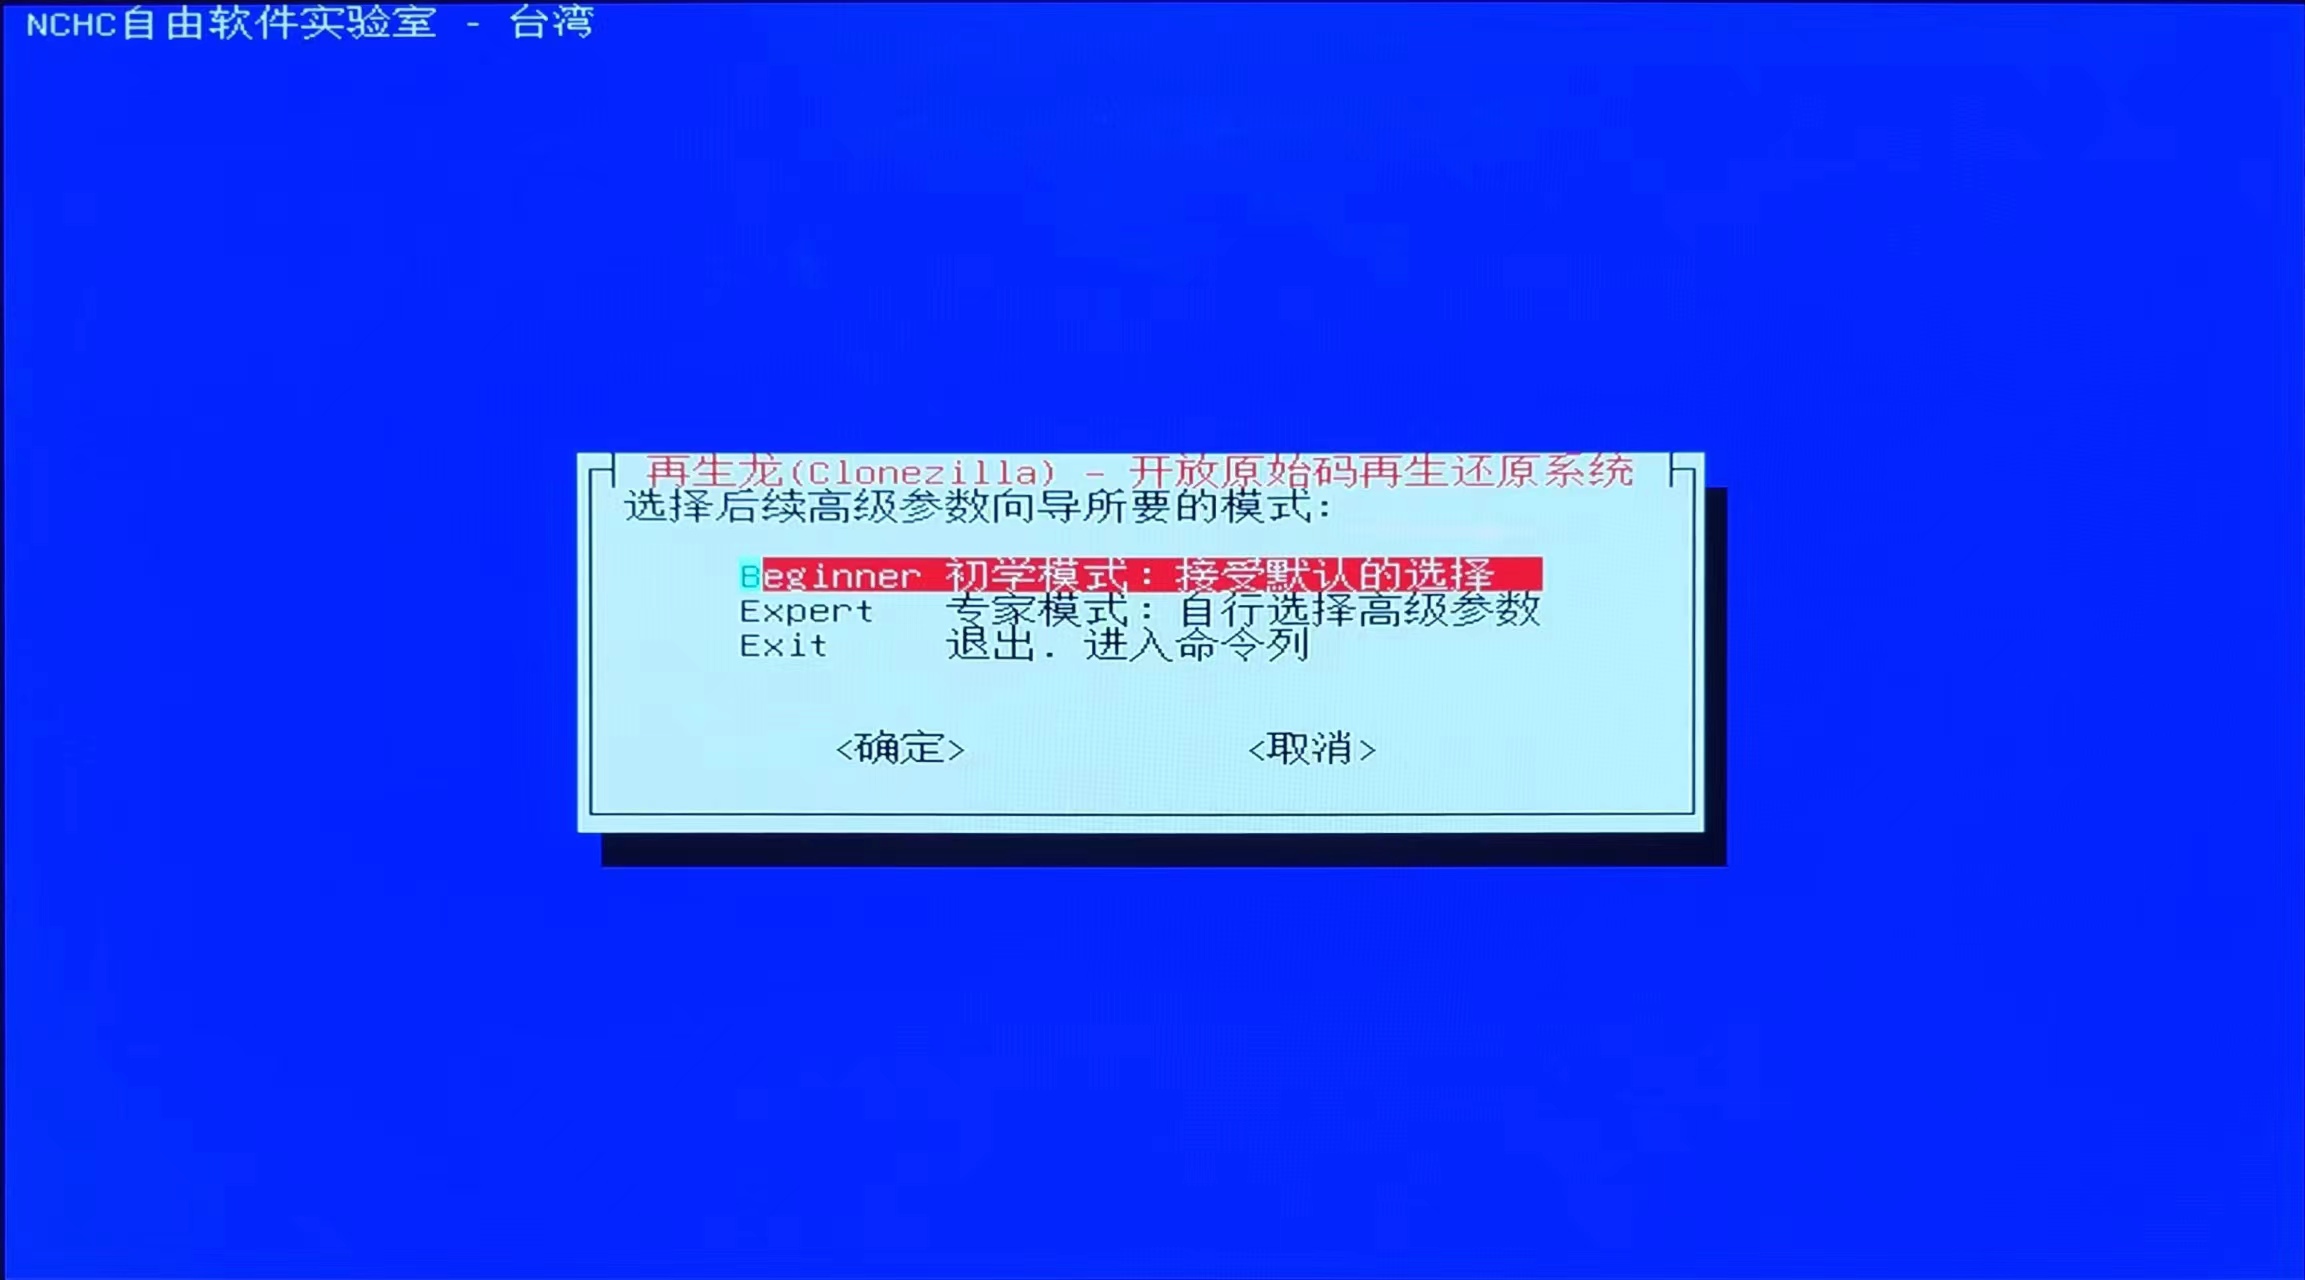 NCHC自由软件实验室 - 台湾
再生龙(Clonezilla) - 开放原始码再生还原系统
选择后续高级参数向导所要的模式:
Beginner 初学模式: 接受默认的选择
Expert 专家模式: 自行选择高级参数
Exit 退出. 进入命令列
<确定> <取消>